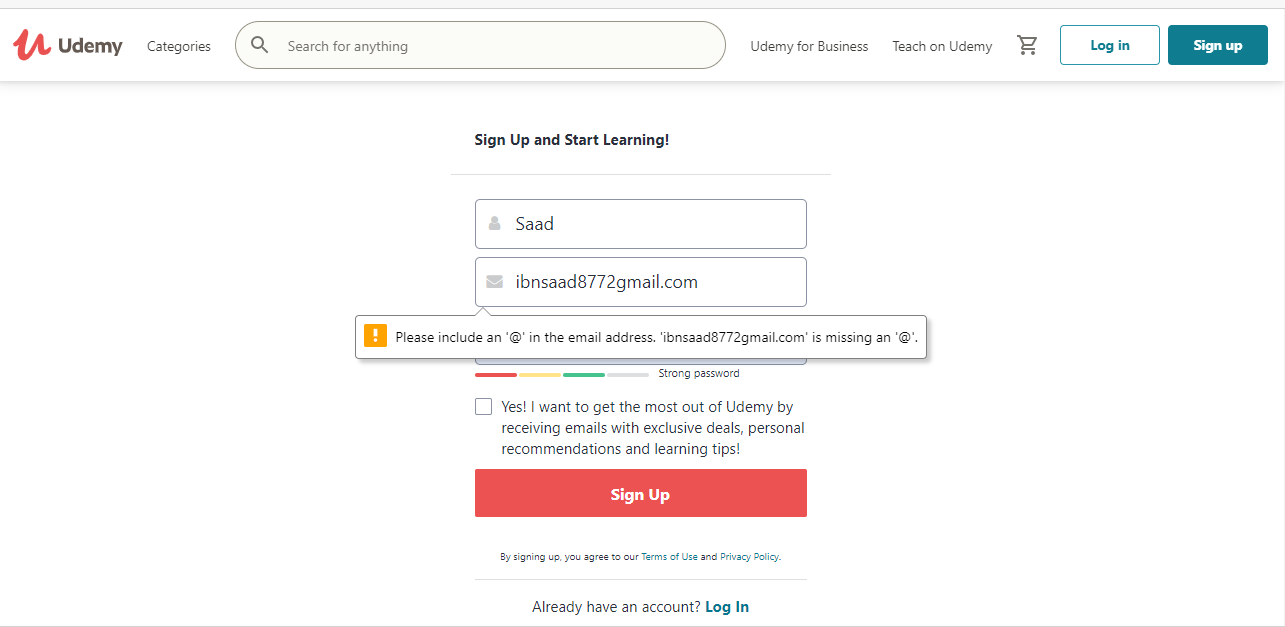 Udemy
Categories
Search for anything
Udemy for Business
Teach on Udemy
Log in
Sign up
Sign Up and Start Learning!
Saad
ibnsaad8772gmail.com
Please include an '@' in the email address. 'ibnsaad8772gmail.com' is missing an '@'.
Strong password
Yes! I want to get the most out of Udemy by
receiving emails with exclusive deals, personal
recommendations and learning tips!
Sign Up
By signing up, you agree to our Terms of Use and Privacy Policy.
Already have an account? Log In